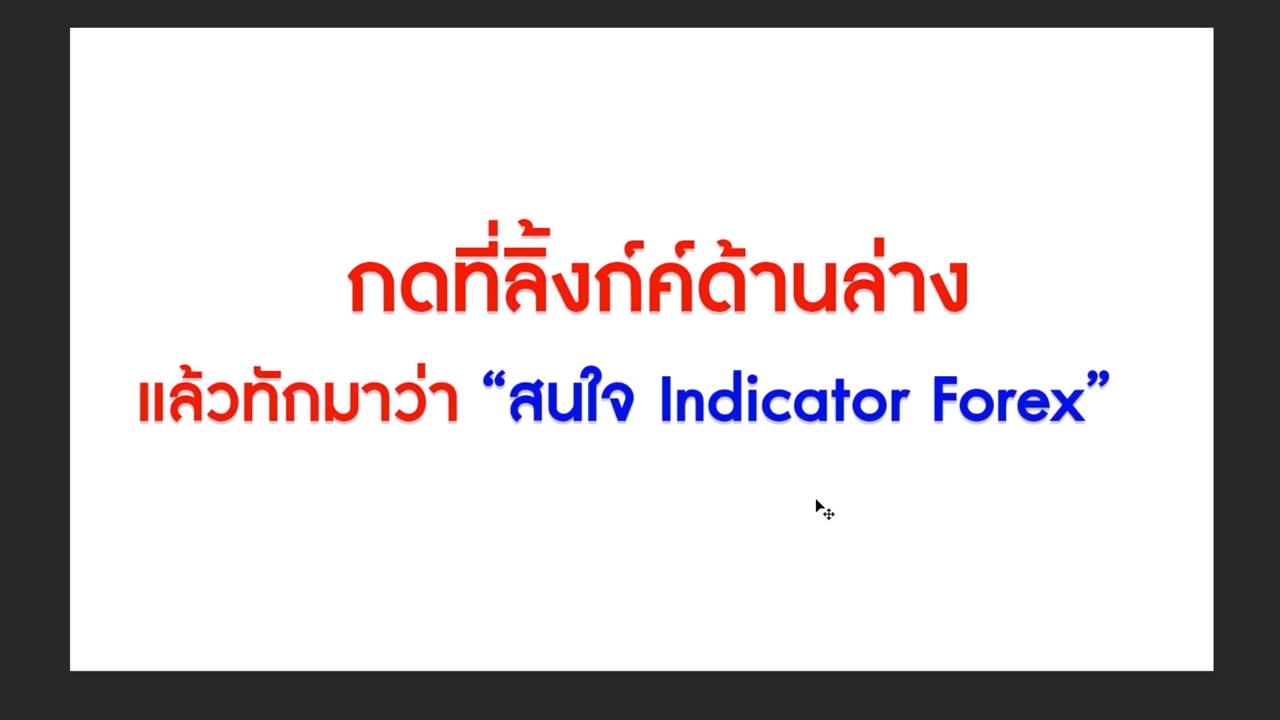 กดที่ลิ้งก์ค์ด้านล่าง
แล้วทักมาว่า “สนใจ Indicator Forex”